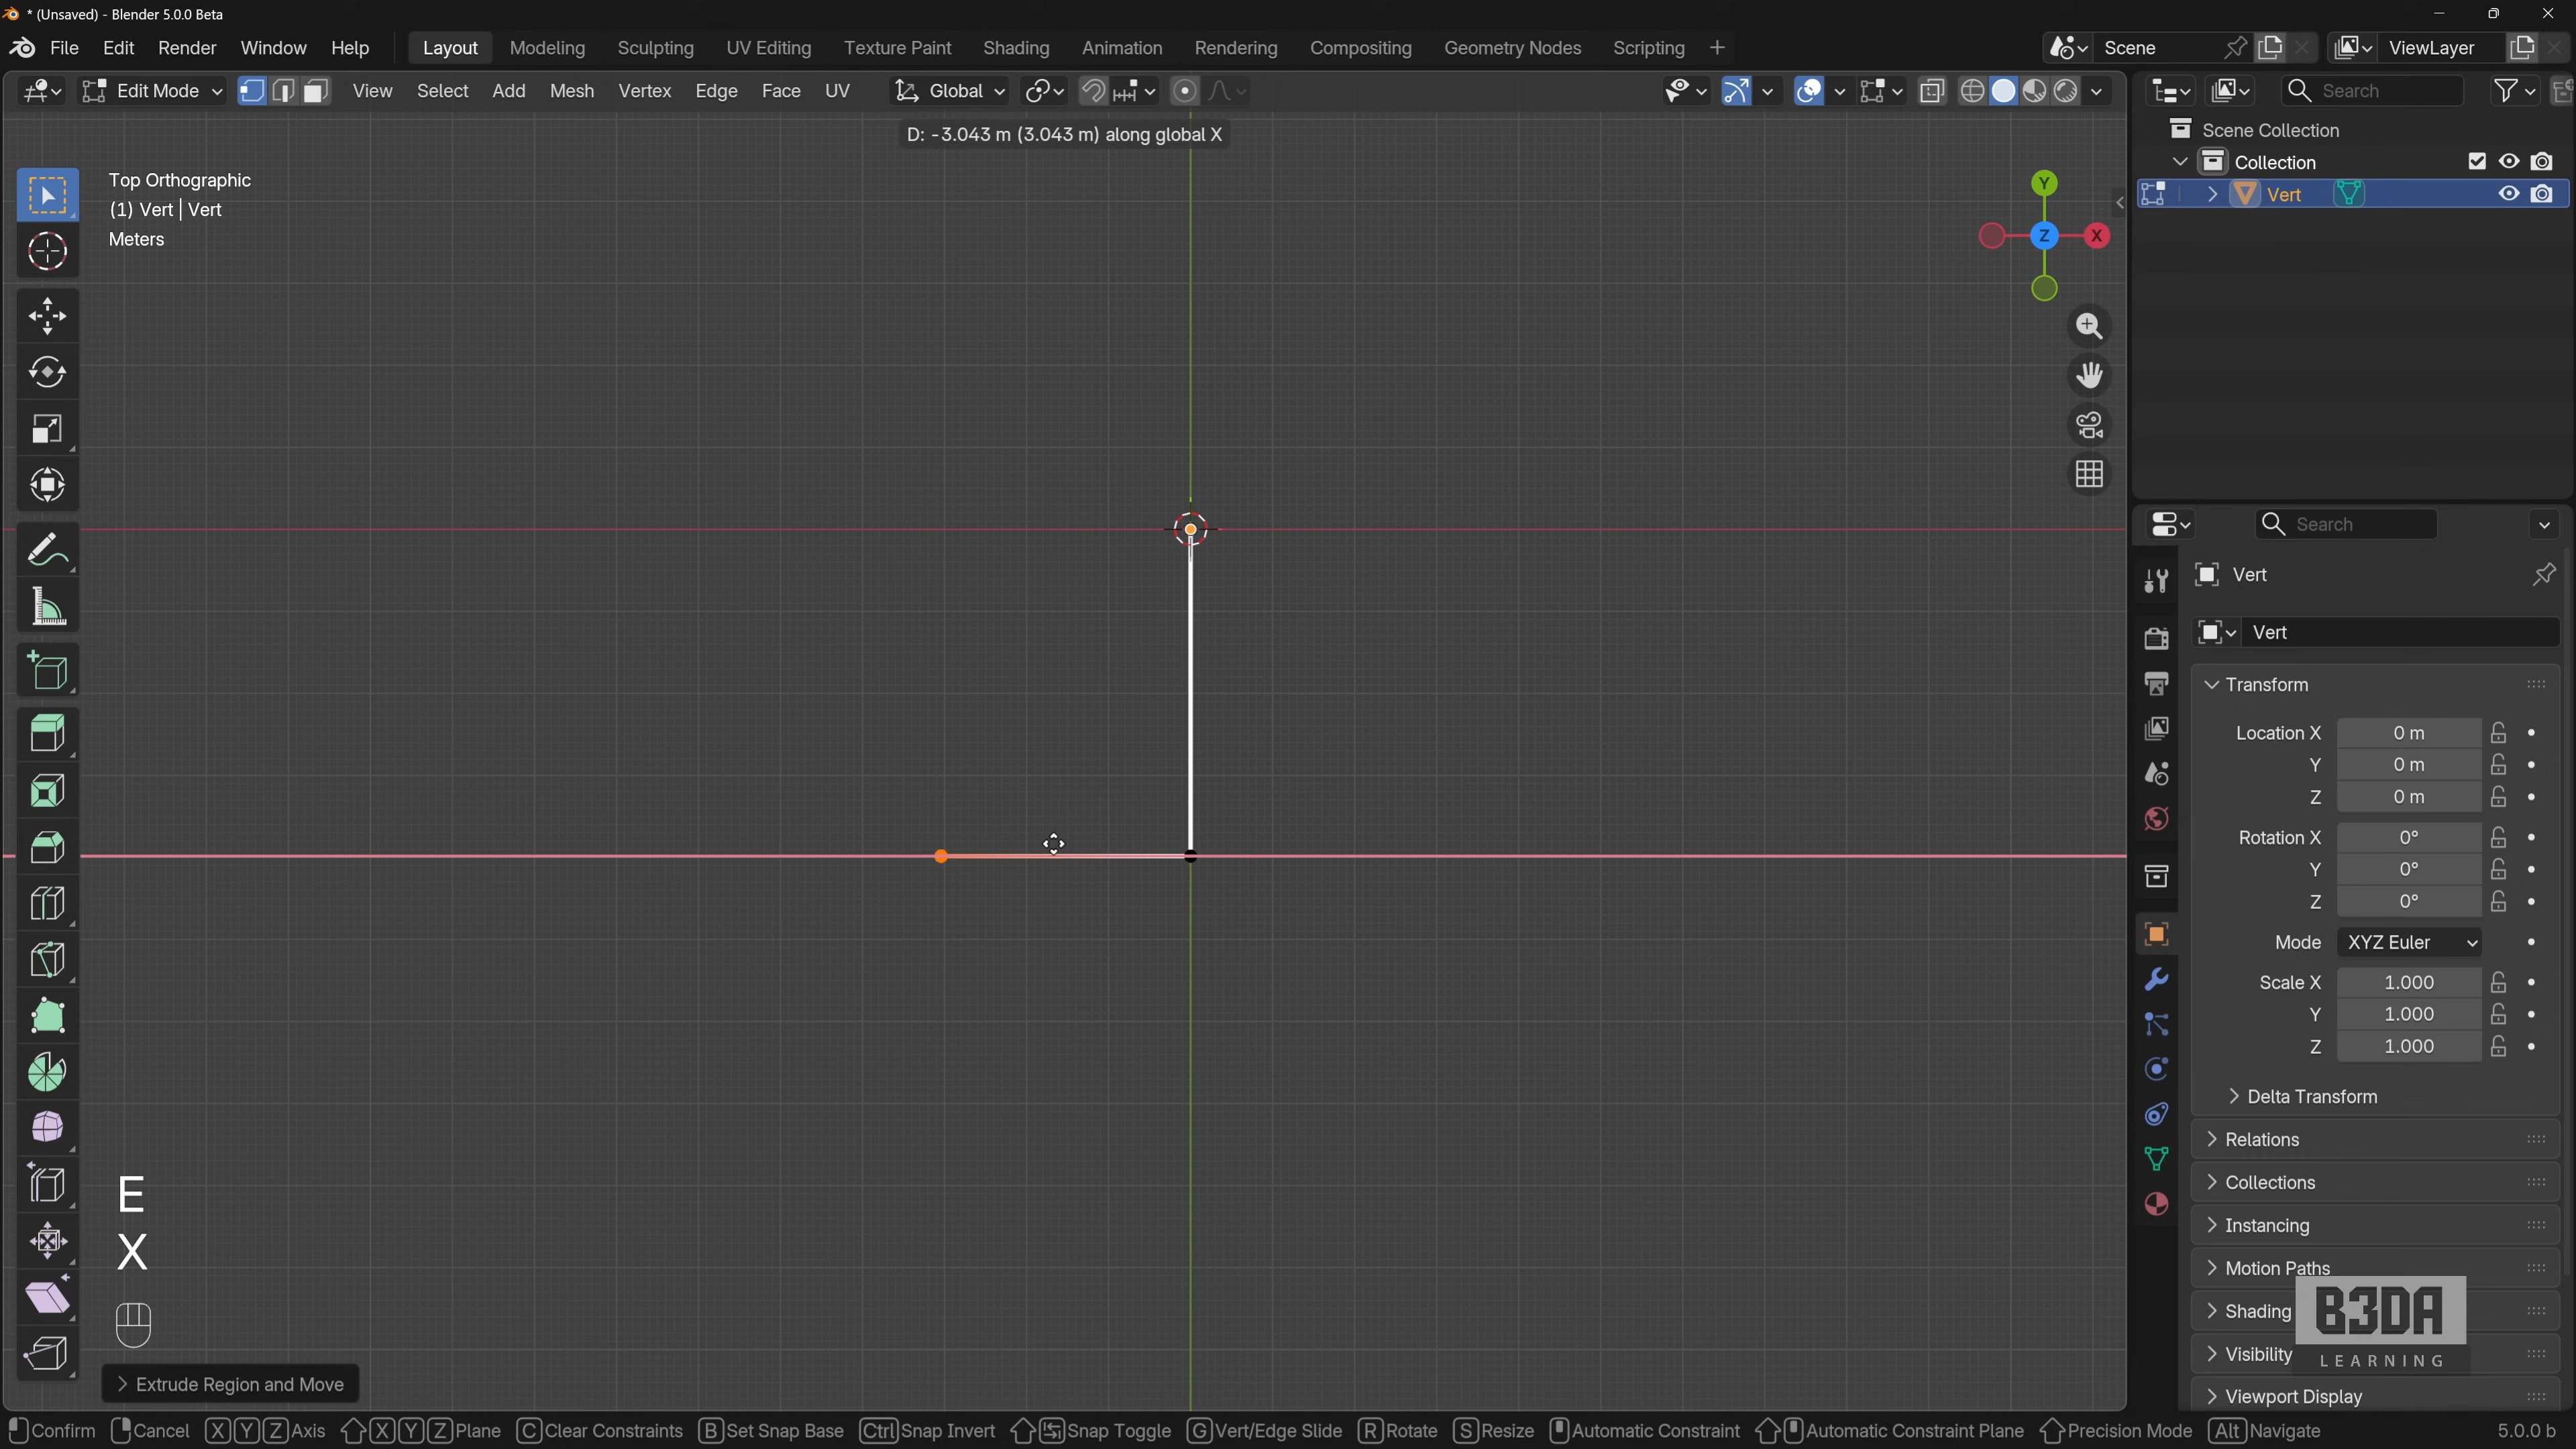 * (Unsaved) - Blender 5.0.0 Beta
File Edit Render Window Help Layout Modeling Sculpting UV Editing Texture Paint Shading Animation Rendering Compositing Geometry Nodes Scripting + Scene ViewLayer
Edit Mode View Select Add Mesh Vertex Edge Face UV Global Search
D: -3.043 m (3.043 m) along global X
Scene Collection
Collection
Vert
Top Orthographic
(1) Vert | Vert
Meters
Y
Z
X
Search
Vert
Vert
Transform
Location X 0 m
Y 0 m
Z 0 m
Rotation X 0°
Y 0°
Z 0°
Mode XYZ Euler
Scale X 1.000
Y 1.000
Z 1.000
Delta Transform
Relations
Collections
Instancing
Motion Paths
Shading
Visibility
Viewport Display
B3DA
LEARNING
E
X
Extrude Region and Move
Confirm Cancel X Y Z Axis X Y Z Plane C Clear Constraints B Set Snap Base Ctrl Snap Invert Snap Toggle G Vert/Edge Slide R Rotate S Resize Automatic Constraint Automatic Constraint Plane Precision Mode Alt Navigate 5.0.0 b